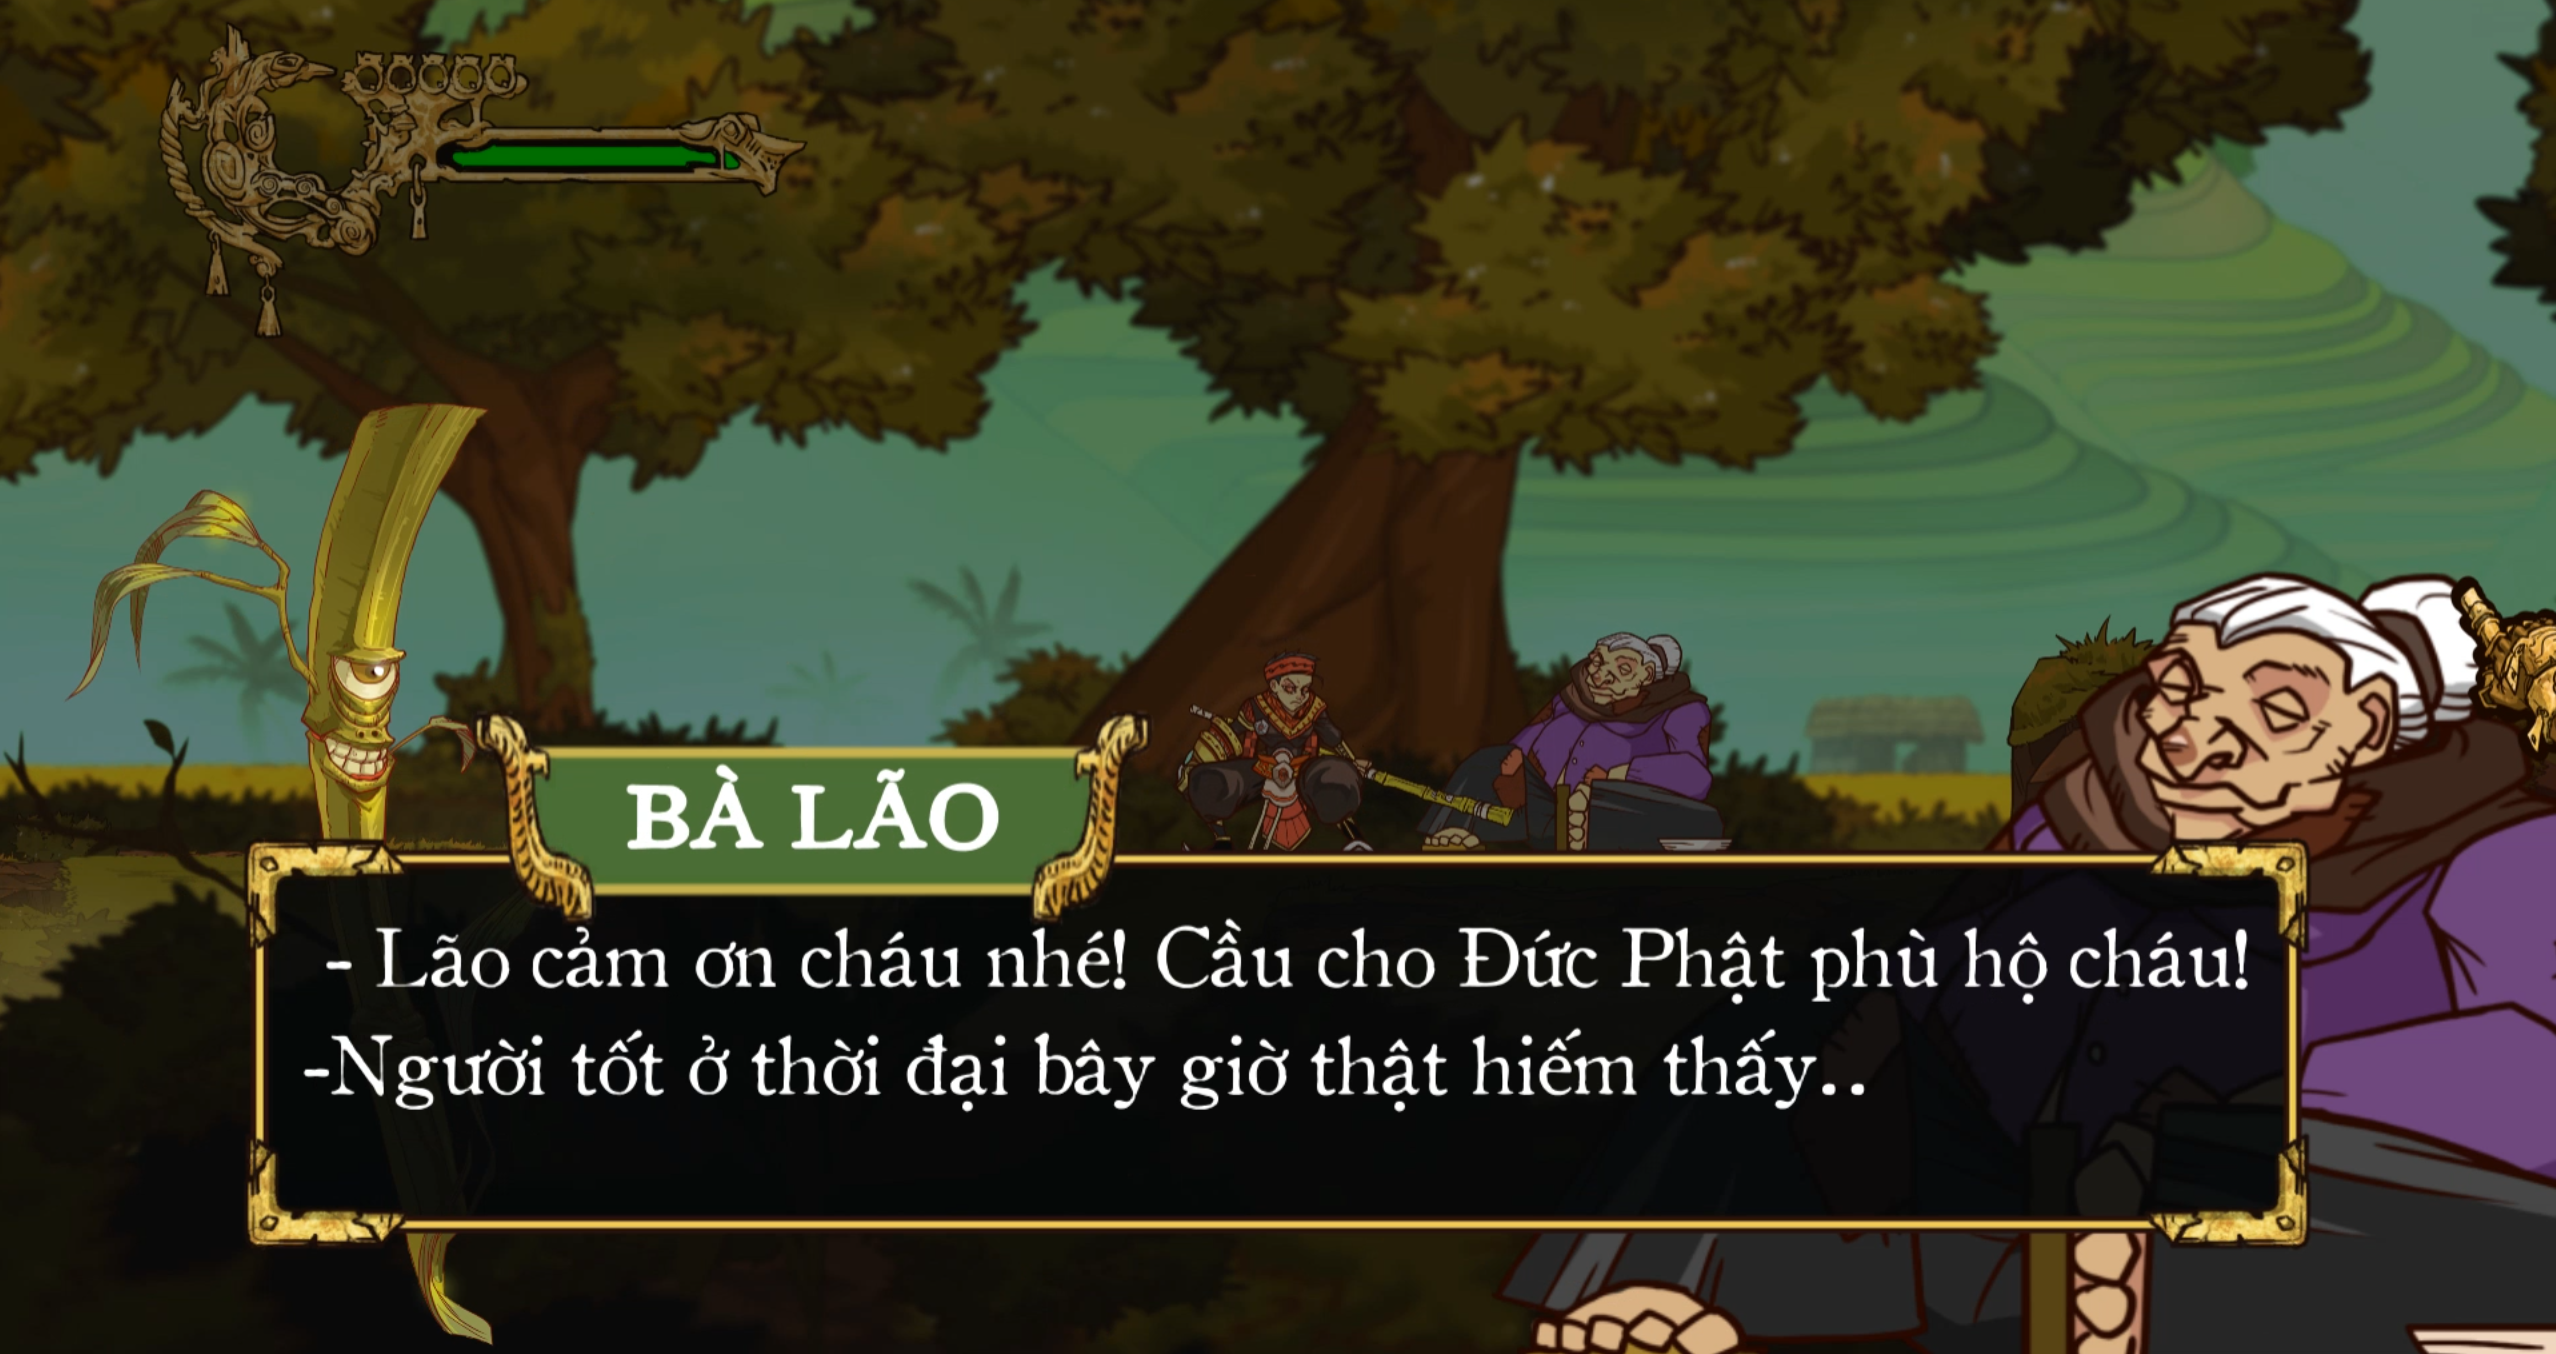 BÀ LÃO
- Lão cảm ơn cháu nhé! Cầu cho Đức Phật phù hộ cháu!
-Người tốt ở thời đại bây giờ thật hiếm thấy..